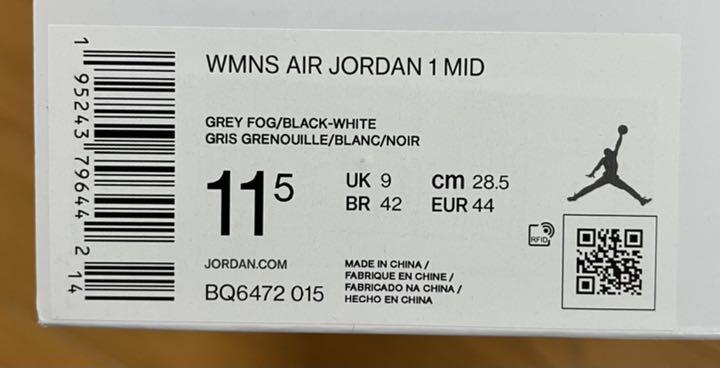 WMNS AIR JORDAN 1 MID
GREY FOG/BLACK-WHITE
GRIS GRENOUILLE/BLANC/NOIR
11 5
UK 9 cm 28.5
BR 42 EUR 44
RFID
JORDAN.COM
BQ6472 015
MADE IN CHINA /
FABRIQUE EN CHINE /
FABRICADO NA CHINA /
HECHO EN CHINA
1 95243 79644 2 14